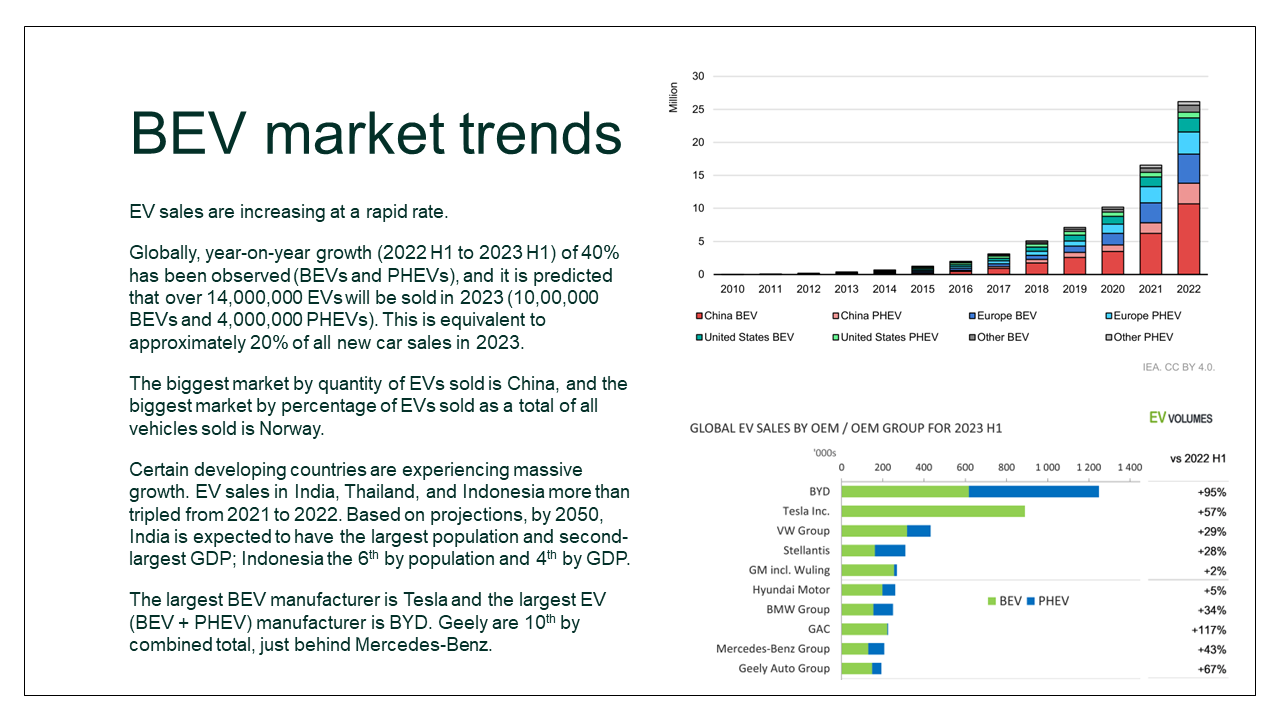 BEV market trends
EV sales are increasing at a rapid rate.
Globally, year-on-year growth (2022 H1 to 2023 H1) of 40%
has been observed (BEVs and PHEVs), and it is predicted
that over 14,000,000 EVs will be sold in 2023 (10,00,000
BEVs and 4,000,000 PHEVs). This is equivalent to
approximately 20% of all new car sales in 2023.
The biggest market by quantity of EVs sold is China, and the
biggest market by percentage of EVs sold as a total of all
vehicles sold is Norway.
Certain developing countries are experiencing massive
growth. EV sales in India, Thailand, and Indonesia more than
tripled from 2021 to 2022. Based on projections, by 2050,
India is expected to have the largest population and second-
largest GDP; Indonesia the 6th by population and 4th by GDP.
The largest BEV manufacturer is Tesla and the largest EV
(BEV + PHEV) manufacturer is BYD. Geely are 10th by
combined total, just behind Mercedes-Benz.
Million
30
25
20
15
10
5
0
2010 2011 2012 2013 2014 2015 2016 2017 2018 2019 2020 2021 2022
China BEV China PHEV Europe BEV Europe PHEV
United States BEV United States PHEV Other BEV Other PHEV
IEA. CC BY 4.0.
EV VOLUMES
GLOBAL EV SALES BY OEM / OEM GROUP FOR 2023 H1
'000s
vs 2022 H1
0 200 400 600 800 1 000 1 200 1 400
BYD +95%
Tesla Inc. +57%
VW Group +29%
Stellantis +28%
GM incl. Wuling +2%
Hyundai Motor +5%
BEV PHEV
BMW Group +34%
GAC +117%
Mercedes-Benz Group +43%
Geely Auto Group +67%